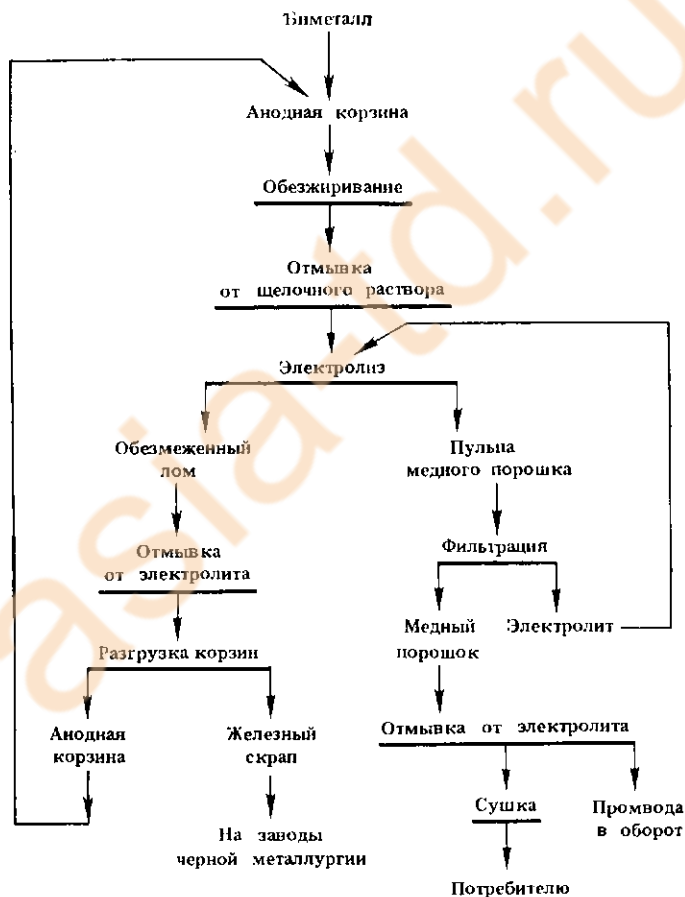 Биметалл
Анодная корзина
Обезжиривание
Отмывка
от щелочного раствора
Электролиз
Обезмеженный
лом
Пульпа
медного порошка
Отмывка
от электролита
Фильтрация
Медный
порошок
Электролит
Разгрузка корзин
Анодная
корзина
Железный
скрап
Отмывка от электролита
Сушка
Промвода
в оборот
На заводы
черной металлургии
Потребителю
asia-td.ru